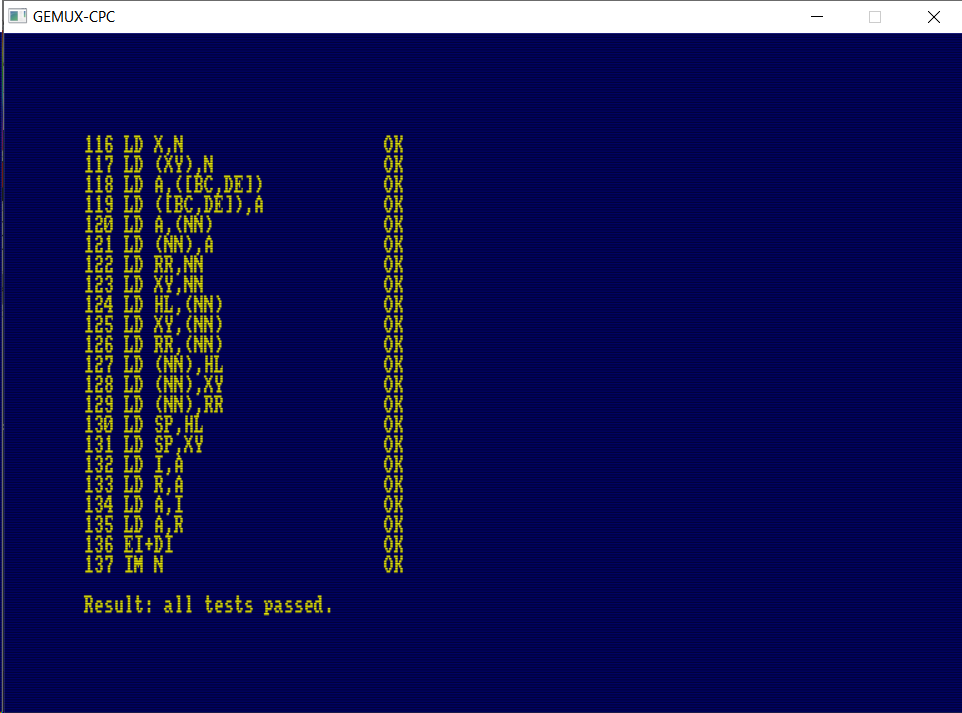 GEMUX-CPC
116 LD X,N OK
117 LD (XY),N OK
118 LD A,([BC,DE]) OK
119 LD ([BC,DE]),A OK
120 LD A,(NN) OK
121 LD (NN),A OK
122 LD RR,NN OK
123 LD XY,NN OK
124 LD HL,(NN) OK
125 LD XY,(NN) OK
126 LD RR,(NN) OK
127 LD (NN),HL OK
128 LD (NN),XY OK
129 LD (NN),RR OK
130 LD SP,HL OK
131 LD SP,XY OK
132 LD I,A OK
133 LD R,A OK
134 LD A,I OK
135 LD A,R OK
136 EI+DI OK
137 IM N OK
Result: all tests passed.